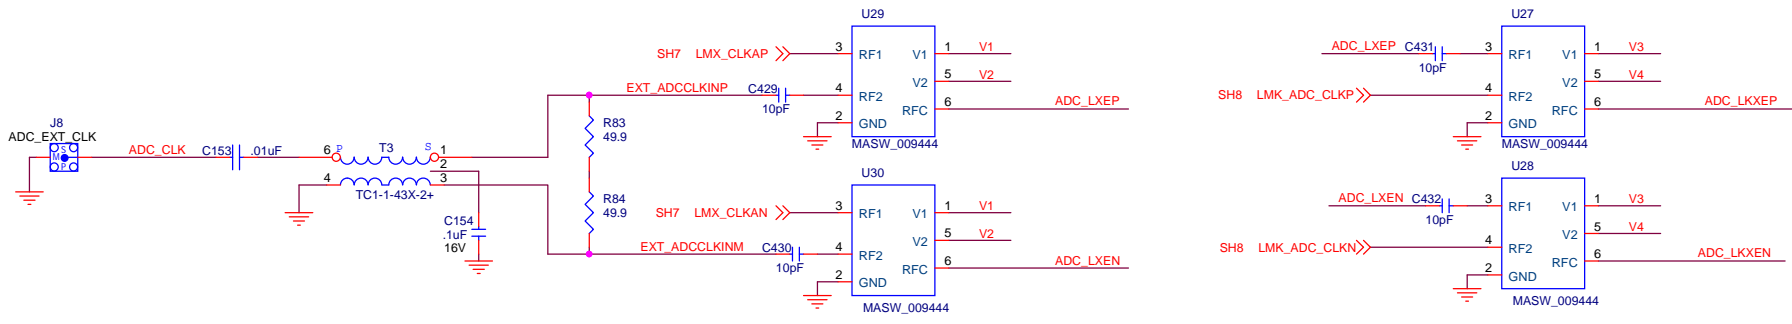 J8
ADC_EXT_CLK
M
S
P
ADC_CLK
C153
.01uF
6
P
T3
S
1
2
4
3
TC1-1-43X-2+
C154
.1uF
16V
R83
49.9
R84
49.9
EXT_ADCCLKINP
C429
10pF
EXT_ADCCLKINM
C430
10pF
SH7 LMX_CLKAP
U29
3 RF1 V1 1 V1
V2 5 V2
4 RF2
RFC 6 ADC_LXEP
2 GND
MASW_009444
U30
SH7 LMX_CLKAN
3 RF1 V1 1 V1
V2 5 V2
4 RF2
RFC 6 ADC_LXEN
2 GND
MASW_009444
U27
ADC_LXEP C431
10pF
3 RF1 V1 1 V3
V2 5 V4
SH8 LMK_ADC_CLKP
4 RF2
RFC 6 ADC_LKXEP
2 GND
MASW_009444
U28
ADC_LXEN C432
10pF
3 RF1 V1 1 V3
V2 5 V4
SH8 LMK_ADC_CLKN
4 RF2
RFC 6 ADC_LKXEN
2 GND
MASW_009444